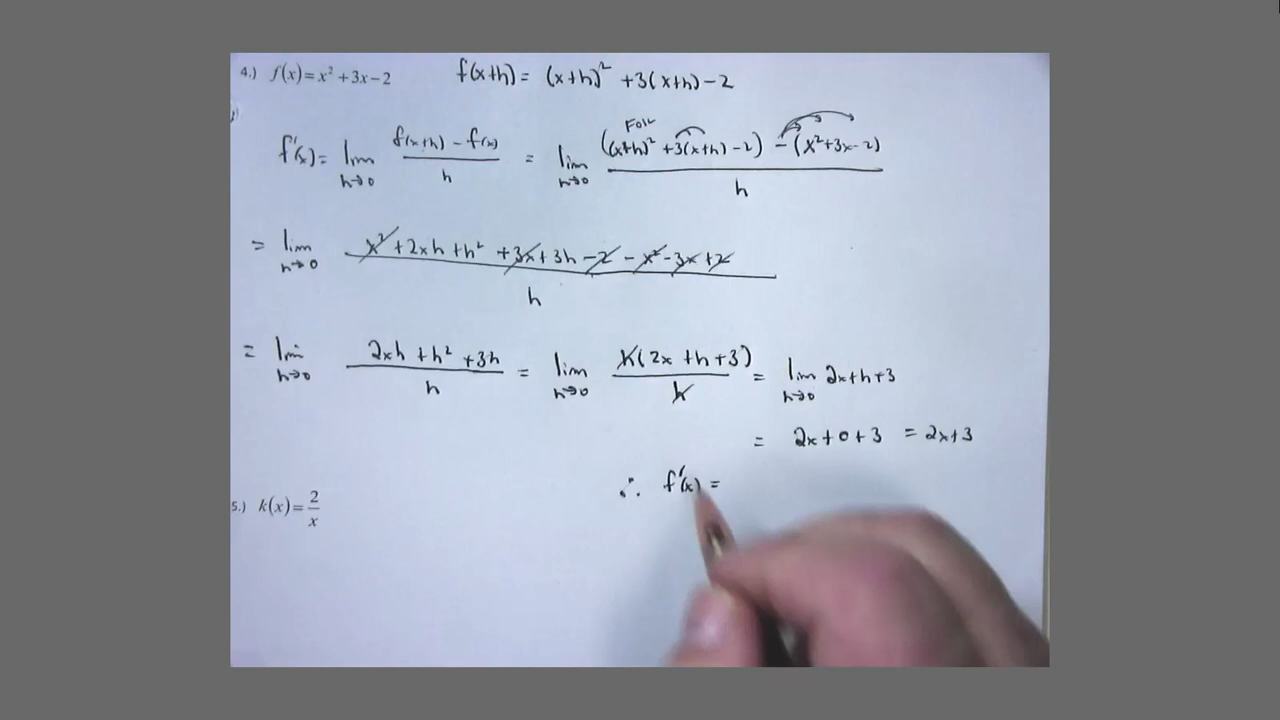 4.) f(x)=x²+3x−2 f(x+h) = (x+h)² +3(x+h)−2
f'(x) = lim h→0 f(x+h) − f(x) / h = lim h→0 ((x+h)² +3(x+h)−2) −(x²+3x−2) / h
FOIL
= lim h→0 x² +2xh +h² +3x +3h −2 −x² −3x +2 / h
= lim h→0 2xh +h² +3h / h = lim h→0 h(2x +h+3) / h = lim h→0 2x+h+3
= 2x+0+3 = 2x+3
∴ f'(x) =
5.) k(x)= 2/x